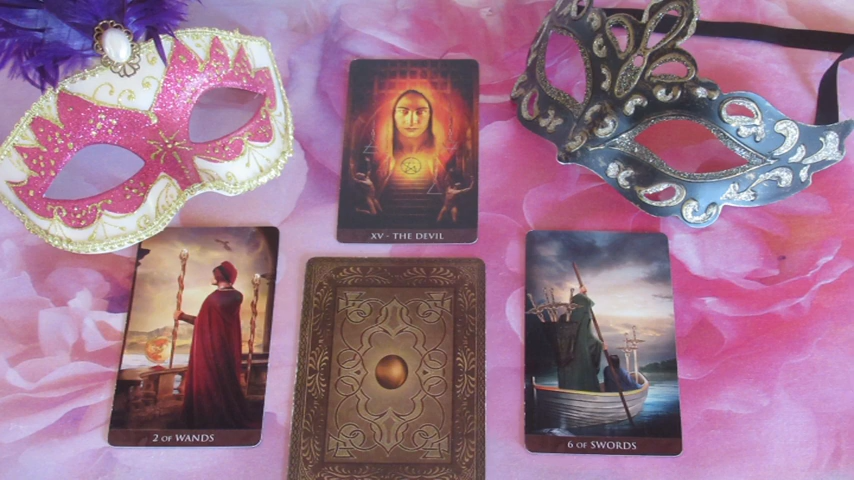 XV - THE DEVIL
2 OF WANDS
6 OF SWORDS